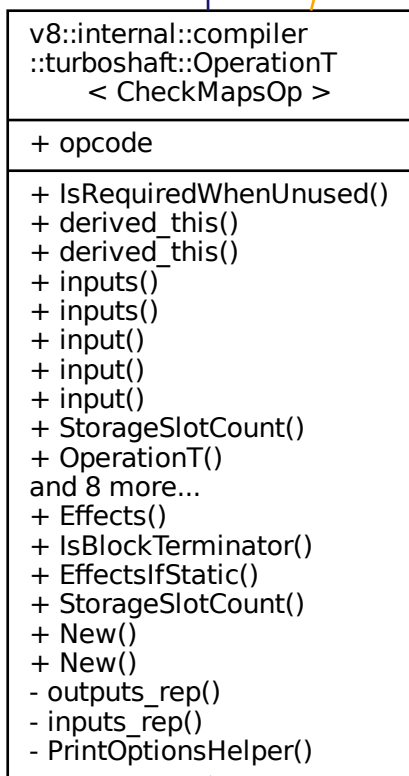 v8::internal::compiler
::turboshaft::OperationT
< CheckMapsOp >
+ opcode
+ IsRequiredWhenUnused()
+ derived_this()
+ derived_this()
+ inputs()
+ inputs()
+ input()
+ input()
+ input()
+ StorageSlotCount()
+ OperationT()
and 8 more...
+ Effects()
+ IsBlockTerminator()
+ EffectsIfStatic()
+ StorageSlotCount()
+ New()
+ New()
- outputs_rep()
- inputs_rep()
- PrintOptionsHelper()